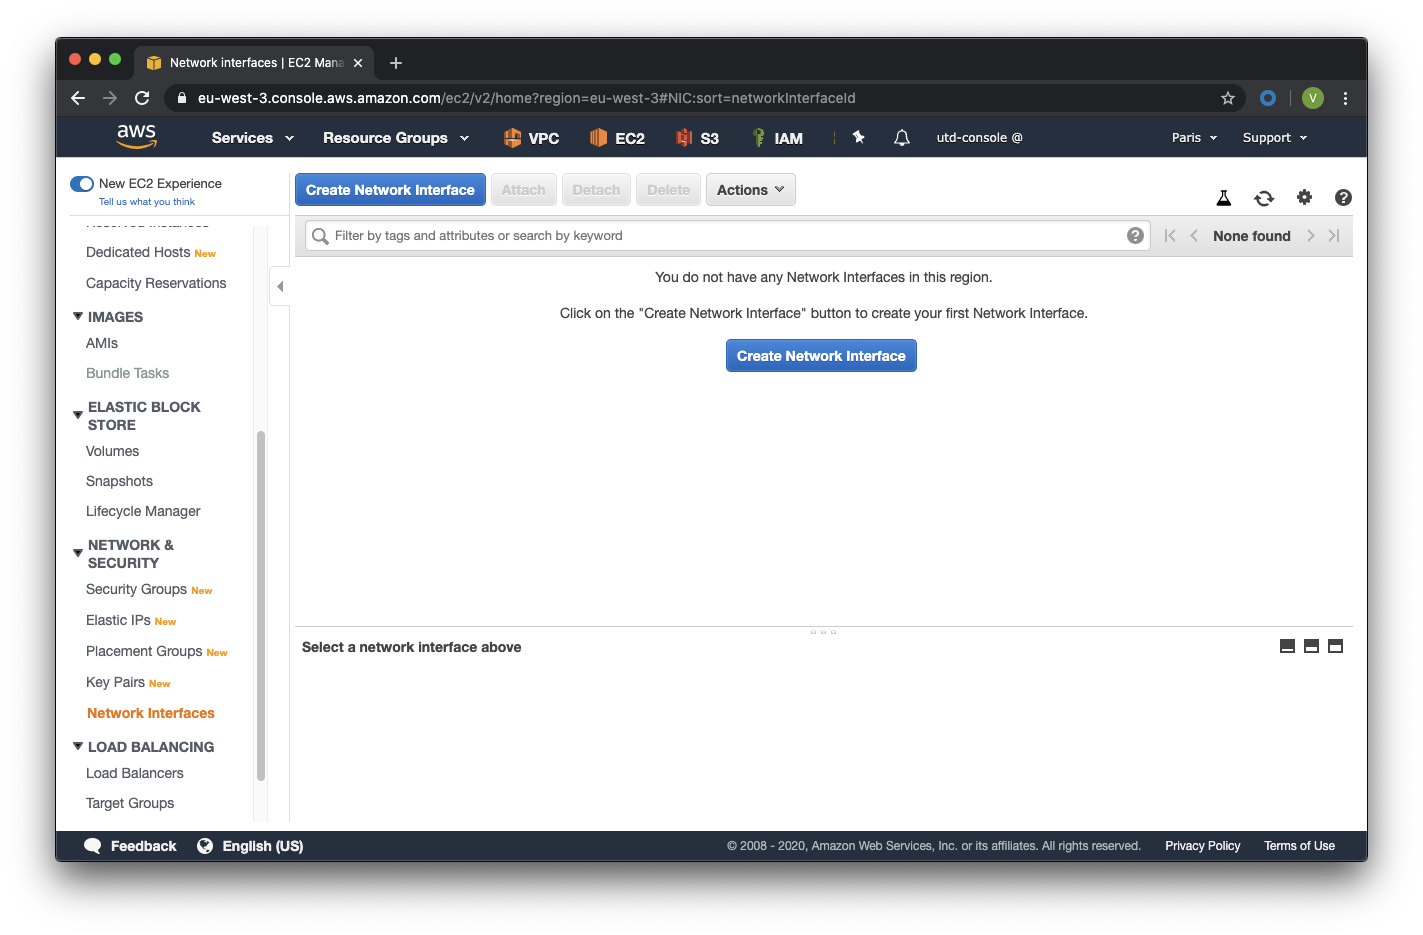 Network interfaces | EC2 Mana
eu-west-3.console.aws.amazon.com/ec2/v2/home?region=eu-west-3#NIC:sort=networkInterfaceId
V
aws
Services
Resource Groups
VPC
EC2
S3
IAM
utd-console @
Paris
Support
New EC2 Experience
Tell us what you think
Reserved Instances
Dedicated Hosts New
Capacity Reservations
IMAGES
AMIs
Bundle Tasks
ELASTIC BLOCK
STORE
Volumes
Snapshots
Lifecycle Manager
NETWORK &
SECURITY
Security Groups New
Elastic IPs New
Placement Groups New
Key Pairs New
Network Interfaces
LOAD BALANCING
Load Balancers
Target Groups
Create Network Interface
Attach
Detach
Delete
Actions
Filter by tags and attributes or search by keyword
None found
You do not have any Network Interfaces in this region.
Click on the "Create Network Interface" button to create your first Network Interface.
Create Network Interface
Select a network interface above
Feedback
English (US)
© 2008 - 2020, Amazon Web Services, Inc. or its affiliates. All rights reserved.
Privacy Policy
Terms of Use